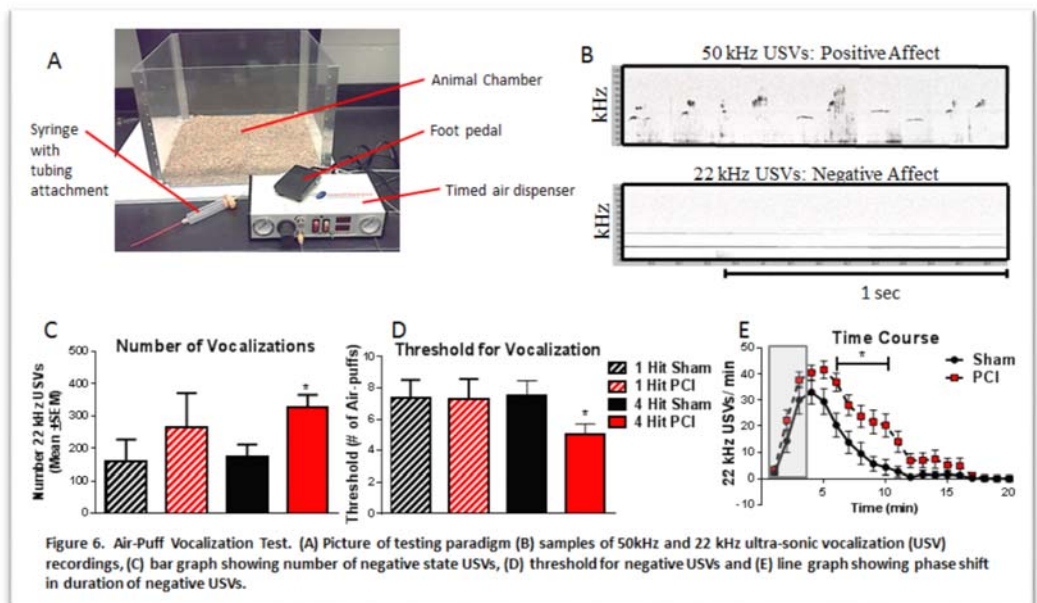 A
Animal Chamber
Syringe
with
tubing
attachment
Foot pedal
Timed air dispenser
B
50 kHz USVs: Positive Affect
kHz
22 kHz USVs: Negative Affect
kHz
1 sec
C
Number of Vocalizations
Number 22 kHz USVs
(Mean ±SEM)
500
400
300
200
100
0
*
D
Threshold for Vocalization
Threshold (# of Air-puffs)
10
8
6
4
2
0
*
1 Hit Sham
1 Hit PCI
4 Hit Sham
4 Hit PCI
E
Time Course
22 kHz USVs/ min
50
40
30
20
10
0
-10
*
Sham
PCI
5
10
15
20
Time (min)
Figure 6. Air-Puff Vocalization Test. (A) Picture of testing paradigm (B) samples of 50kHz and 22 kHz ultra-sonic vocalization (USV)
recordings, (C) bar graph showing number of negative state USVs, (D) threshold for negative USVs and (E) line graph showing phase shift
in duration of negative USVs.